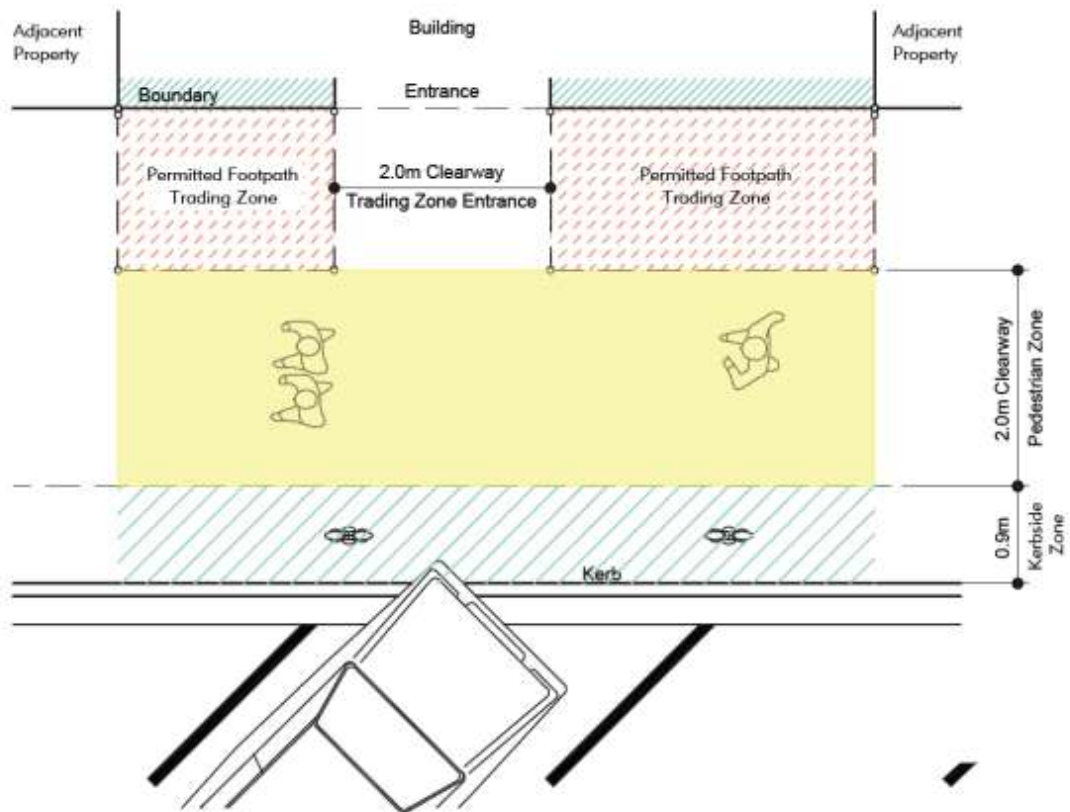 Adjacent
Property
Building
Adjacent
Property
Boundary
Entrance
Permitted Footpath
Trading Zone
2.0m Clearway
Trading Zone Entrance
Permitted Footpath
Trading Zone
2.0m Clearway
Pedestrian Zone
0.9m
Kerbside
Zone
Kerb